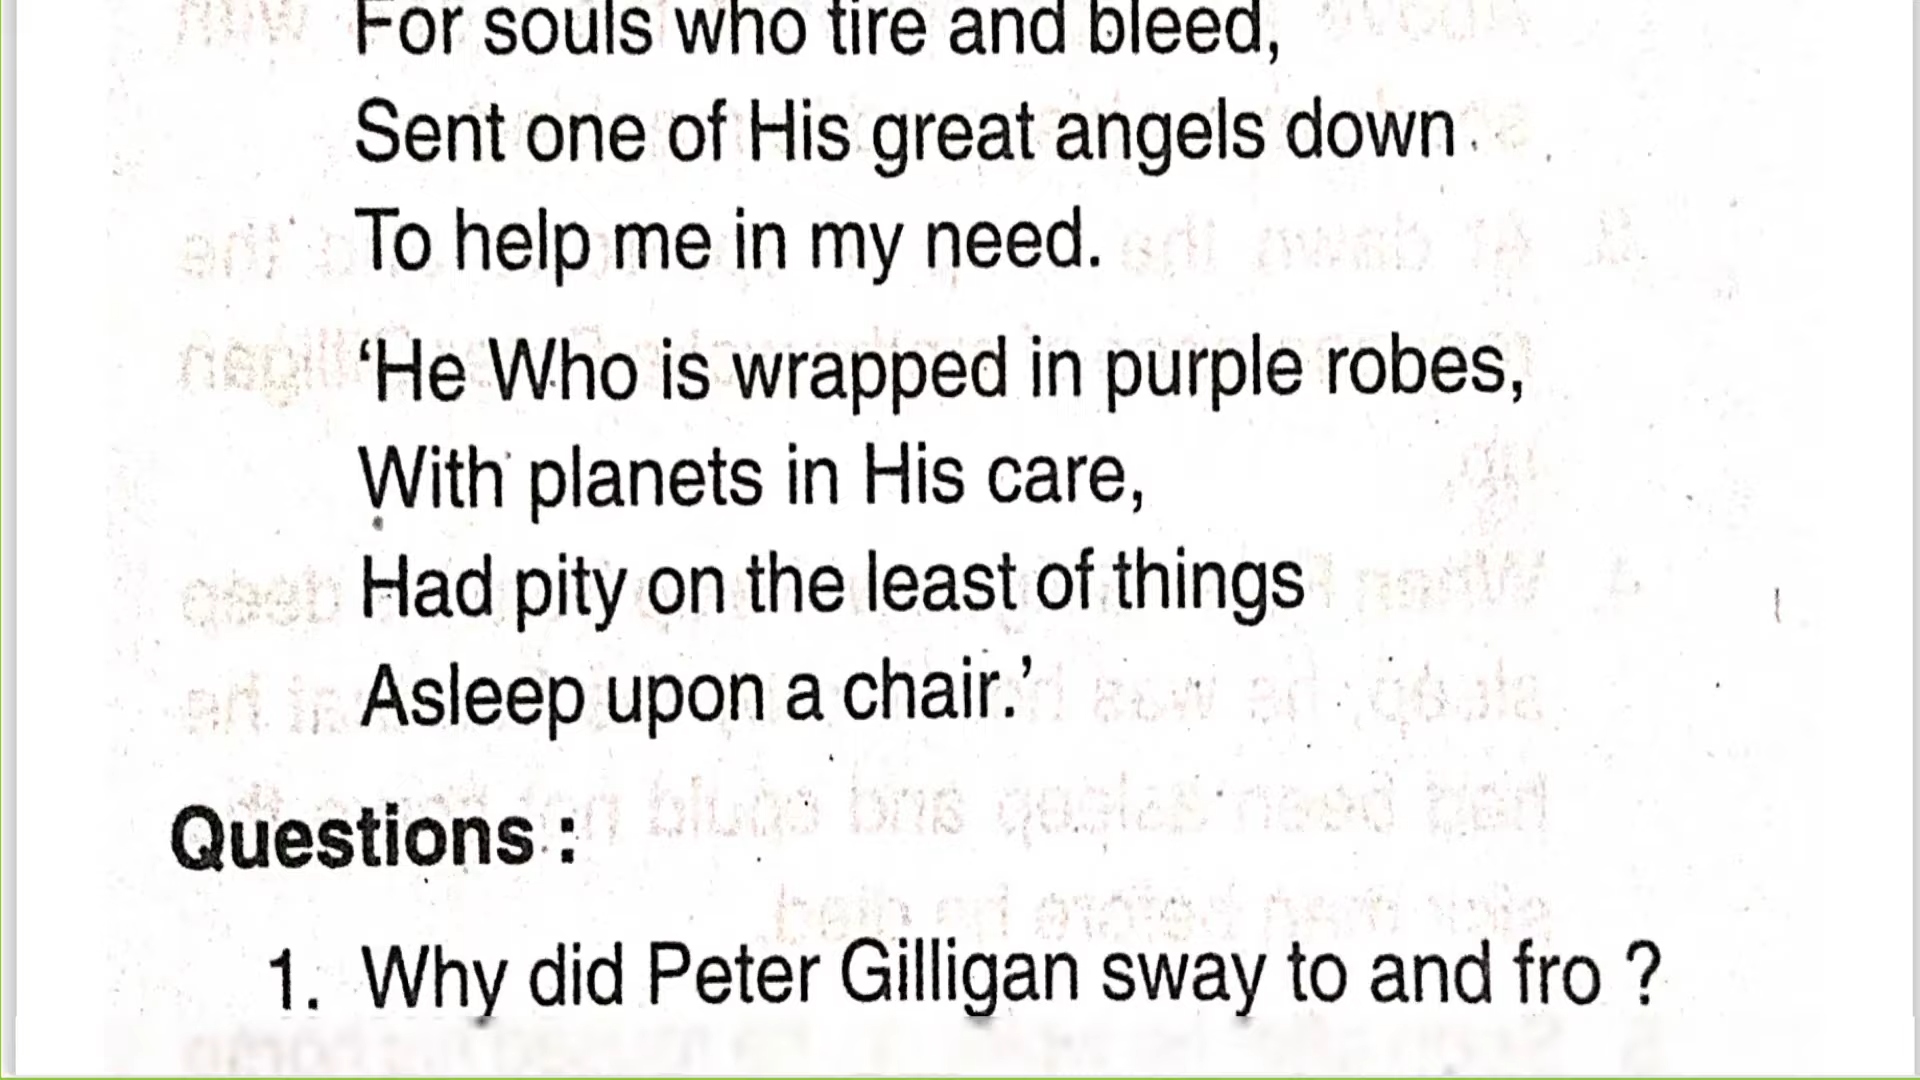 For souls who tire and bleed,
Sent one of His great angels down
To help me in my need.
‘He Who is wrapped in purple robes,
With planets in His care,
Had pity on the least of things
Asleep upon a chair.’
Questions :
1. Why did Peter Gilligan sway to and fro ?